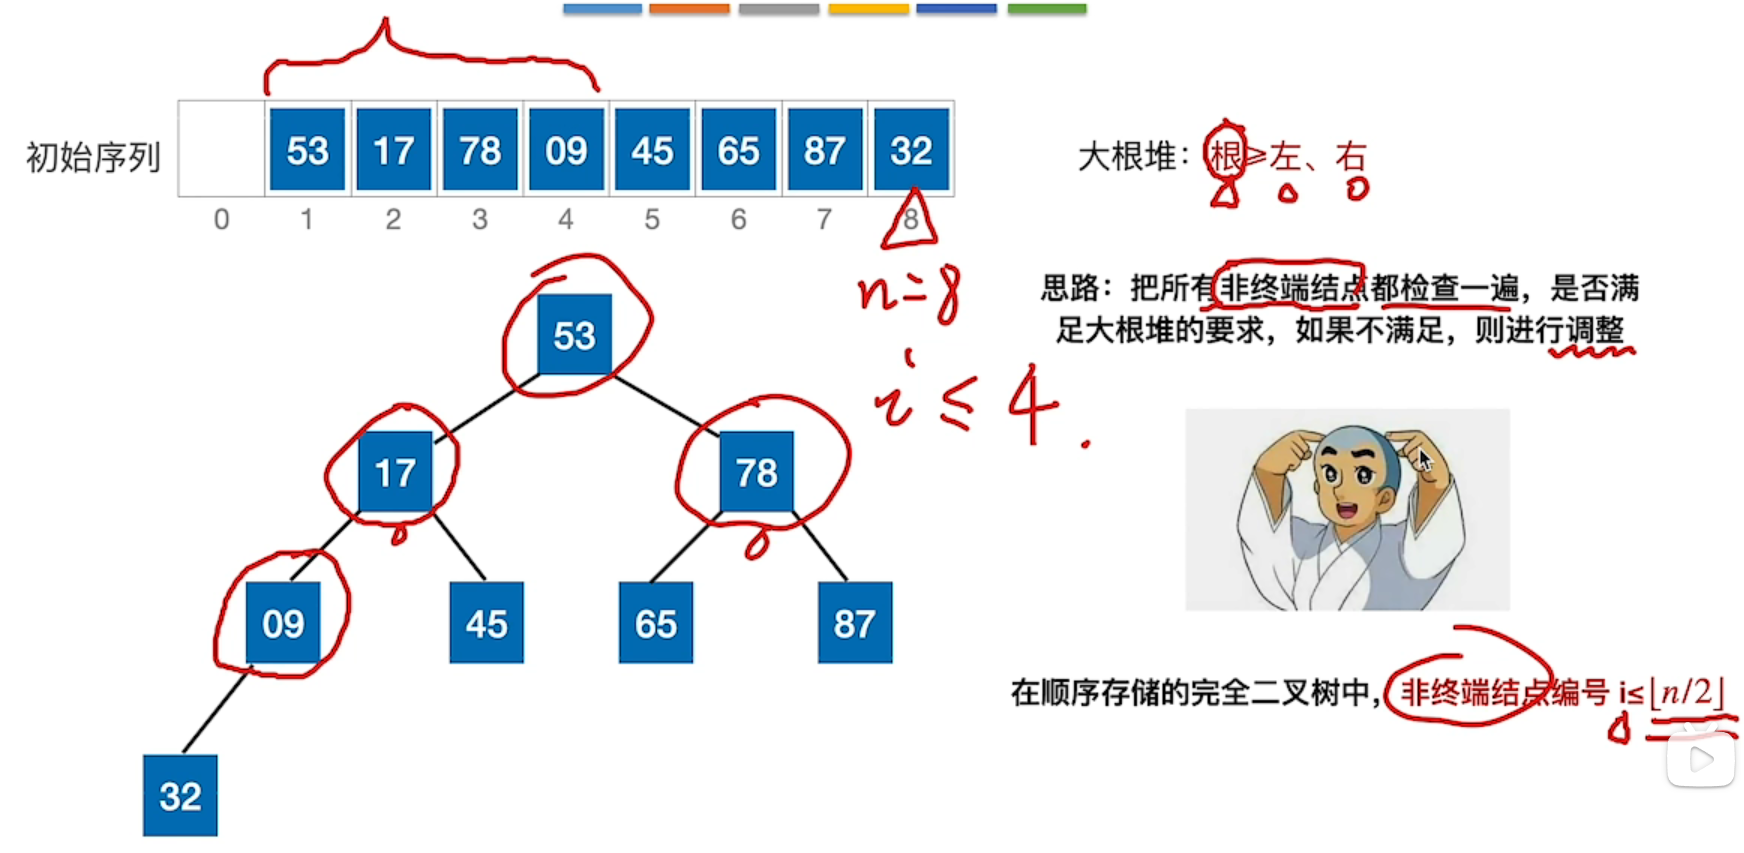 初始序列 53 17 78 09 45 65 87 32
0 1 2 3 4 5 6 7 8
大根堆：根≥左、右
n=8
思路：把所有非终端结点都检查一遍，是否满
足大根堆的要求，如果不满足，则进行调整
53
i ≤ 4.
17 78
09 45 65 87
在顺序存储的完全二叉树中，非终端结点编号 i≤⌊n/2⌋
32